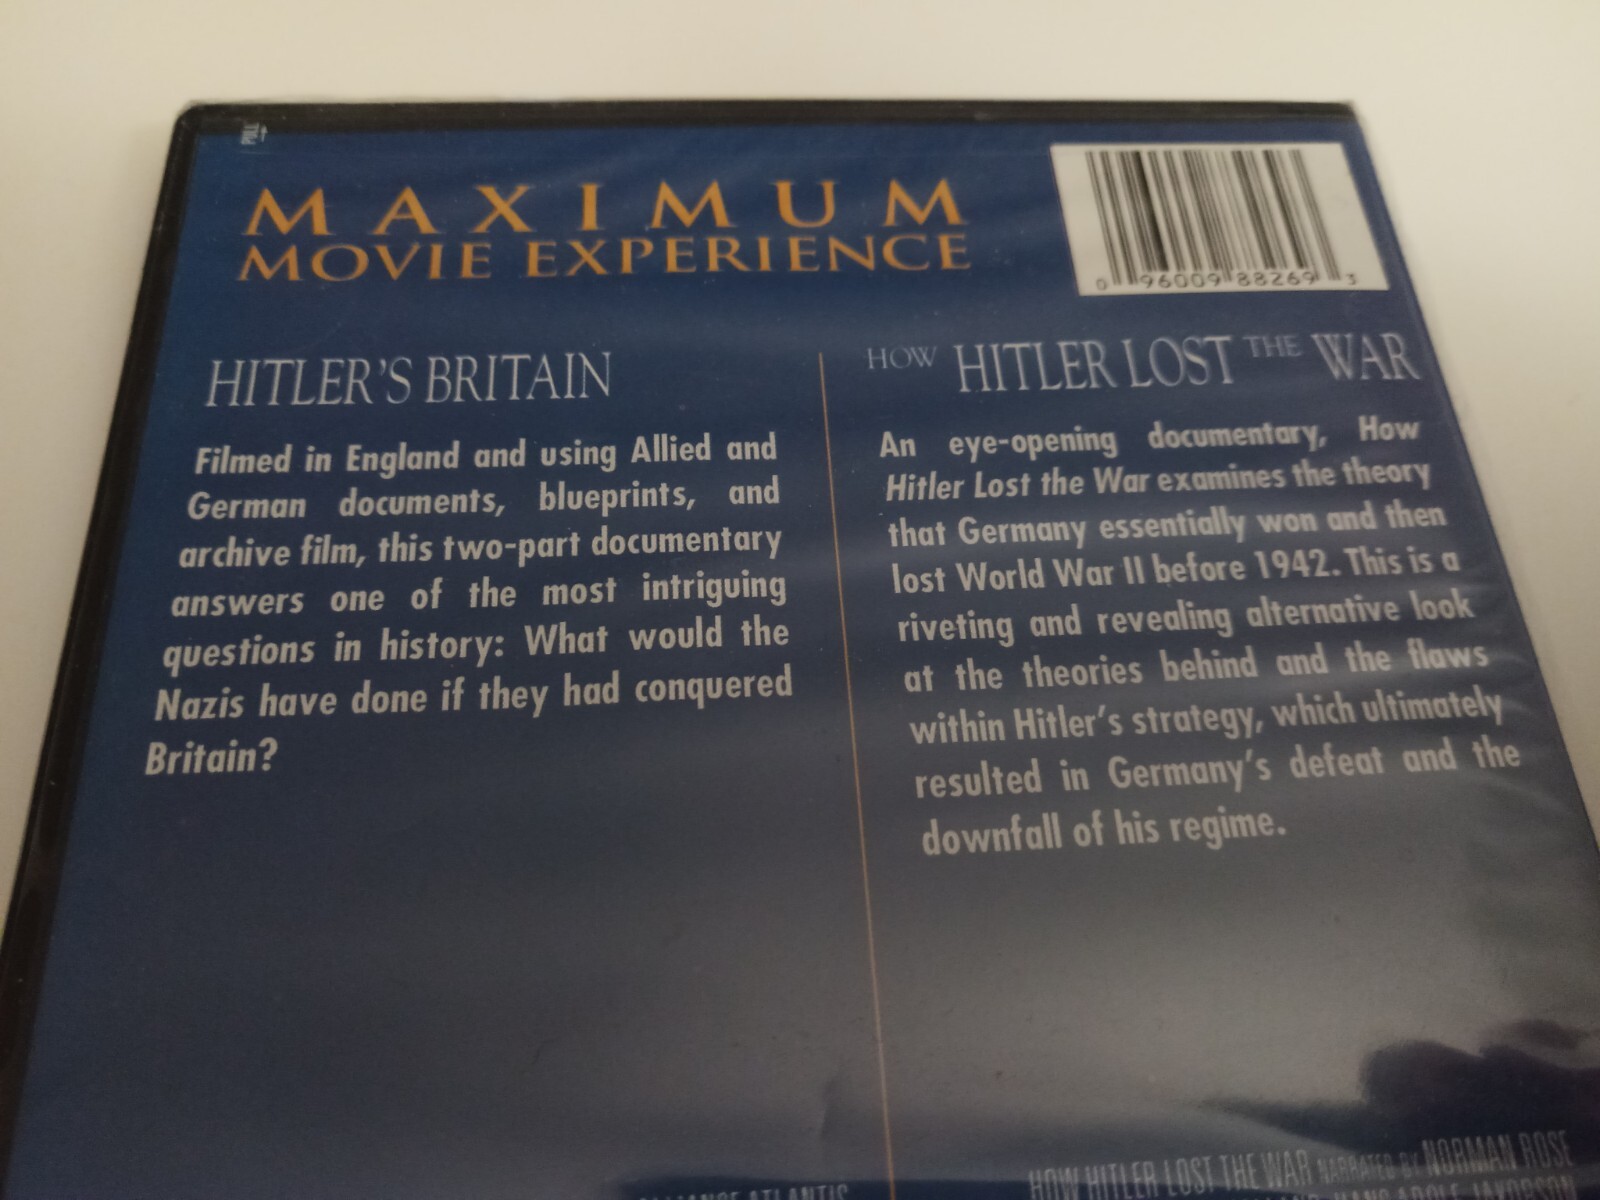 PULL
MAXIMUM
MOVIE EXPERIENCE
0 96009 88269 3
HITLER'S BRITAIN
Filmed in England and using Allied and
German documents, blueprints, and
archive film, this two-part documentary
answers one of the most intriguing
questions in history: What would the
Nazis have done if they had conquered
Britain?
HOW HITLER LOST THE WAR
An eye-opening documentary, How
Hitler Lost the War examines the theory
that Germany essentially won and then
lost World War II before 1942. This is a
riveting and revealing alternative look
at the theories behind and the flaws
within Hitler's strategy, which ultimately
resulted in Germany's defeat and the
downfall of his regime.
ALLIANCE ATLANTIS
HOW HITLER LOST THE WAR NARRATED BY NORMAN ROSE